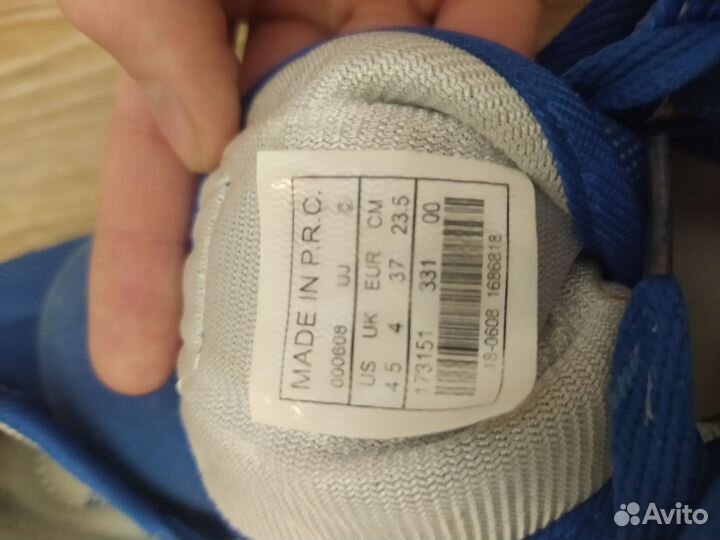 MADE IN P.R.C.
000608 UJ
US UK EUR CM
4.5 4 37 23.5
173151 331 00
18-0608 1686818
Avito